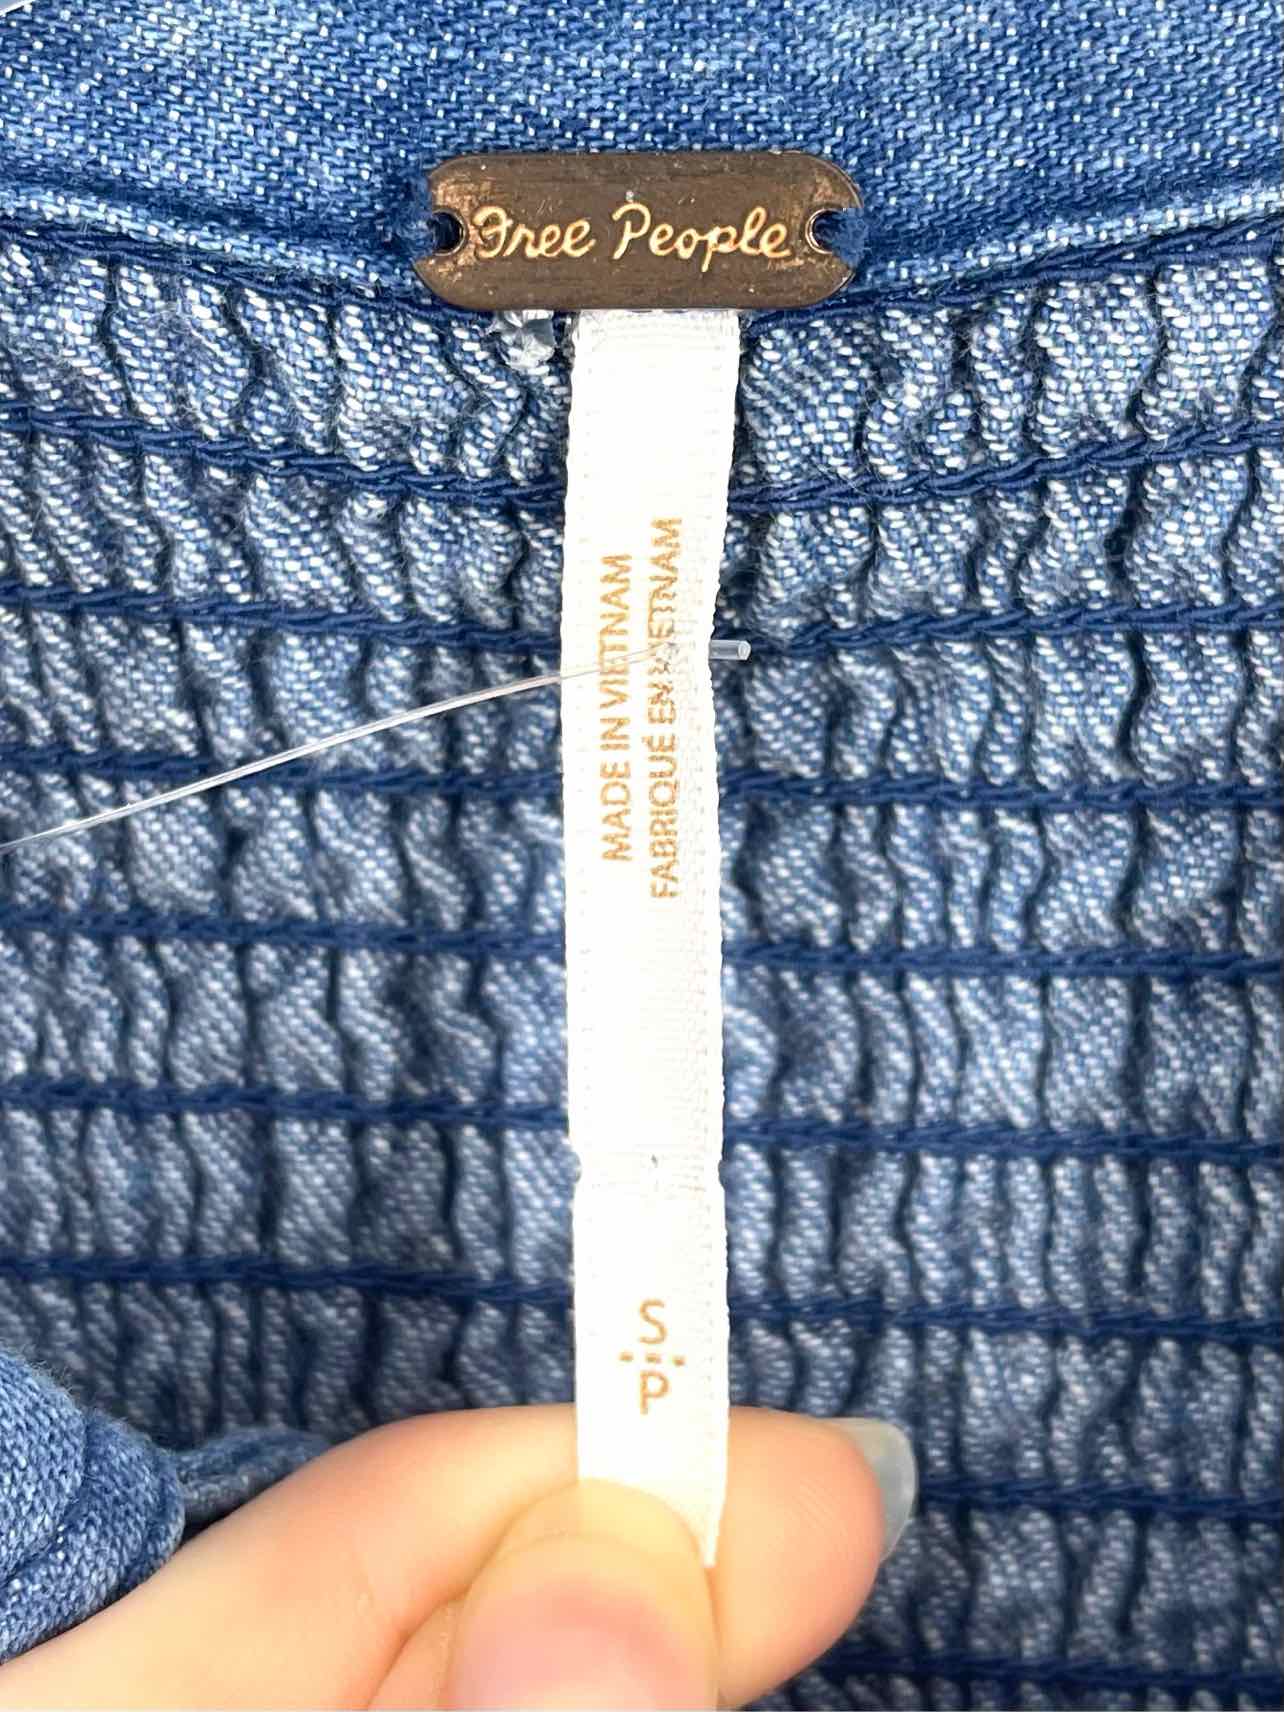 Free People
MADE IN VIETNAM
FABRIQUÉ EN VIETNAM
S
P